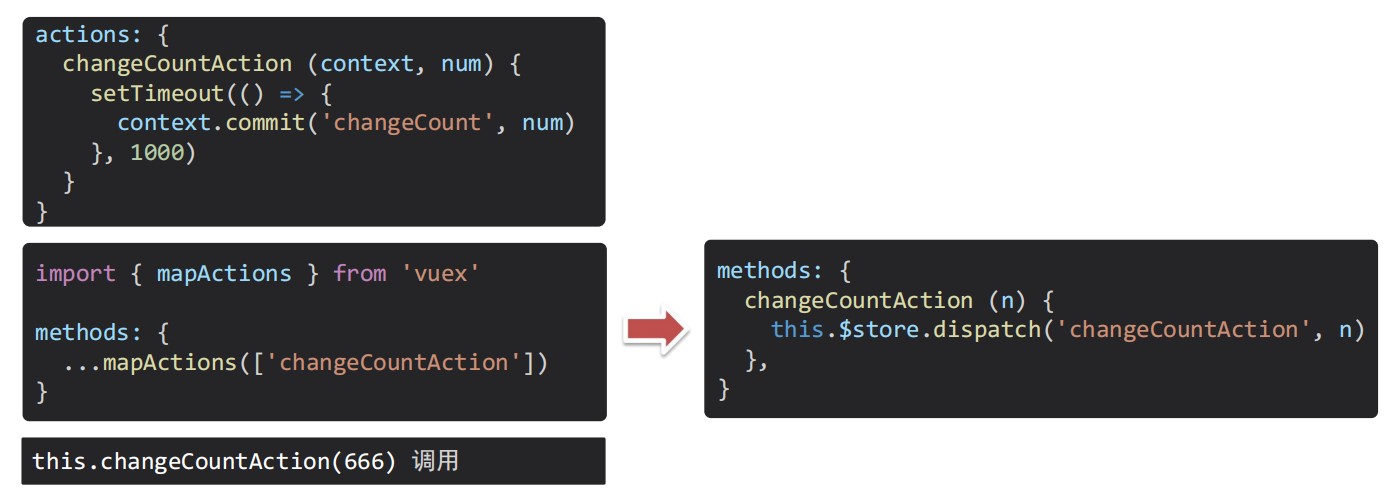 actions: {
  changeCountAction (context, num) {
    setTimeout(() => {
      context.commit('changeCount', num)
    }, 1000)
  }
}
import { mapActions } from 'vuex'

methods: {
  ...mapActions(['changeCountAction'])
}
this.changeCountAction(666) 调用
methods: {
  changeCountAction (n) {
    this.$store.dispatch('changeCountAction', n)
  },
}